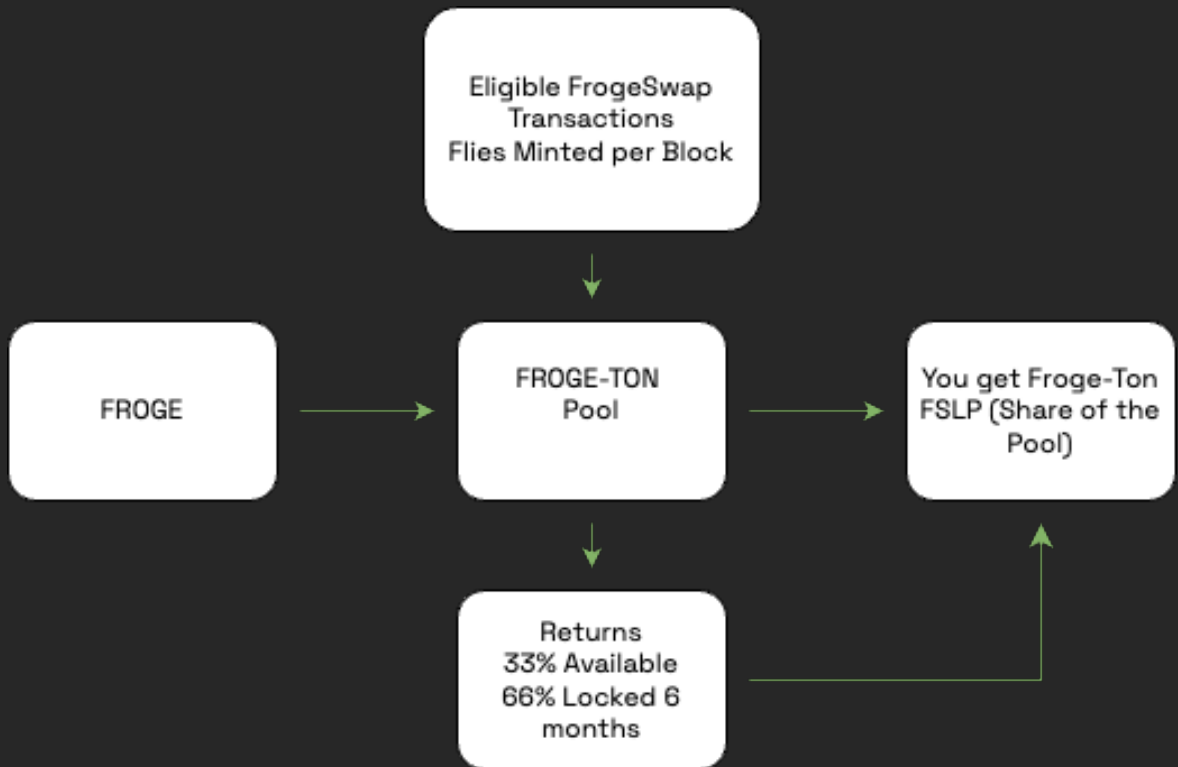 Eligible FrogeSwap
Transactions
Flies Minted per Block
FROGE
FROGE-TON
Pool
You get Froge-Ton
FSLP (Share of the
Pool)
Returns
33% Available
66% Locked 6
months